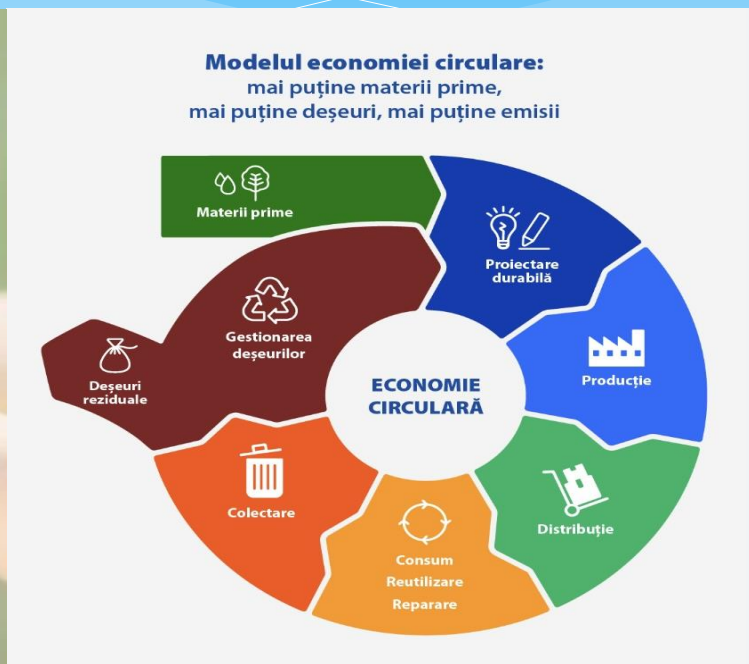 Modelul economiei circulare:
mai puține materii prime,
mai puține deșeuri, mai puține emisii
Materii prime
Proiectare
durabilă
Producție
Distribuție
Consum
Reutilizare
Reparare
Colectare
Gestionarea
deșeurilor
Deșeuri
reziduale
ECONOMIE
CIRCULARĂ